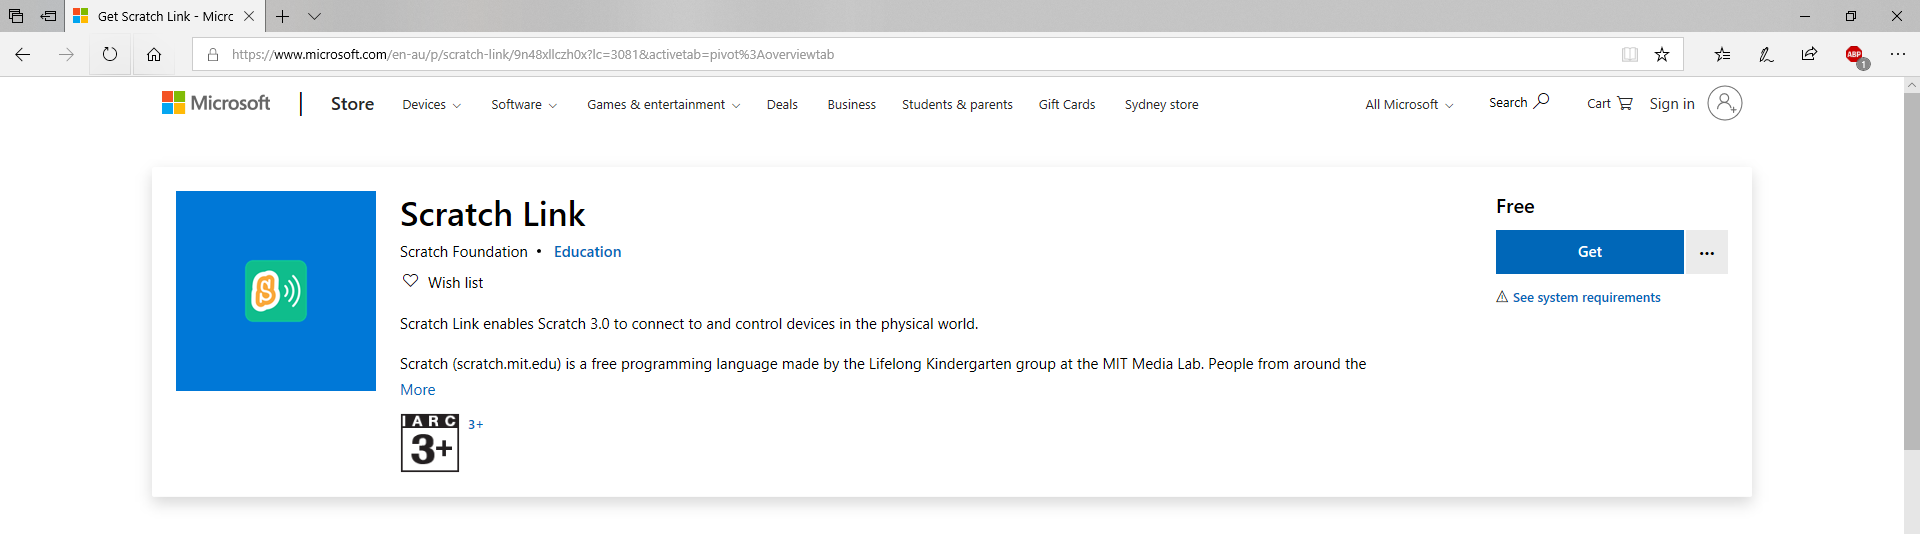 Get Scratch Link - Micr
https://www.microsoft.com/en-au/p/scratch-link/9n48xllczh0x?lc=3081&activetab=pivot%3Aoverviewtab
ABP
1
Microsoft
Store
Devices
Software
Games & entertainment
Deals
Business
Students & parents
Gift Cards
Sydney store
All Microsoft
Search
Cart
Sign in
S
Scratch Link
Scratch Foundation • Education
Wish list
Scratch Link enables Scratch 3.0 to connect to and control devices in the physical world.
Scratch (scratch.mit.edu) is a free programming language made by the Lifelong Kindergarten group at the MIT Media Lab. People from around the
More
IARC
3+
3+
Free
Get
...
See system requirements